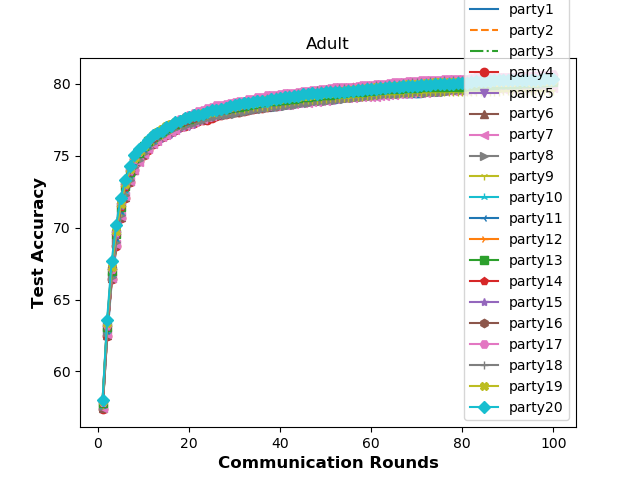 Adult
party1
party2
party3
party4
party5
party6
party7
party8
party9
party10
party11
party12
party13
party14
party15
party16
party17
party18
party19
party20
80
75
70
65
60
Test Accuracy
0 20 40 60 80 100
Communication Rounds